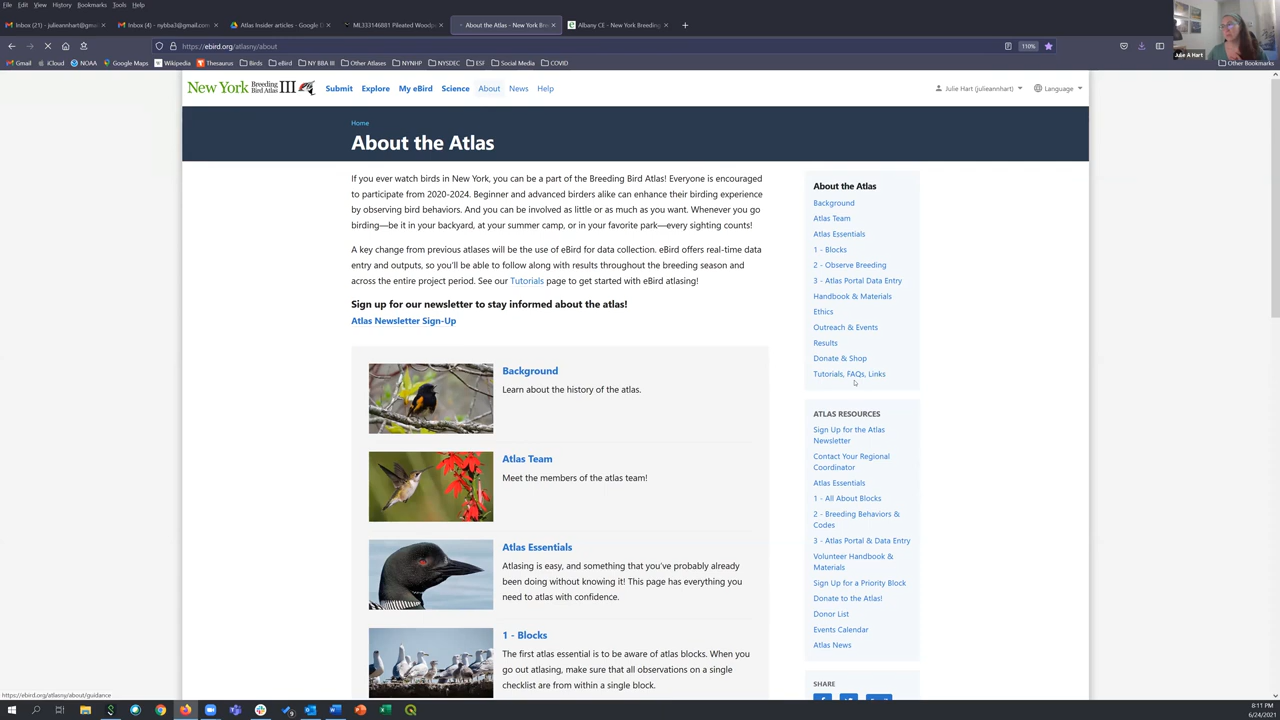 File Edit View History Bookmarks Tools Help
Inbox (21) - julieannhart@gma
Inbox (4) - nybba3@gmail.com
Atlas Insider articles - Google D
ML333146881 Pileated Woodp
About the Atlas - New York Bre
Albany CE - New York Breeding
https://ebird.org/atlasny/about
110%
Gmail iCloud NOAA Google Maps Wikipedia Thesaurus Birds eBird NY BBA III Other Atlases NYNHP NYSDEC ESF Social Media COVID
Other Bookmarks
Julie A Hart
New York Breeding Bird Atlas III
Submit Explore My eBird Science About News Help
Julie Hart (julieannhart)
Language
Home
About the Atlas
If you ever watch birds in New York, you can be a part of the Breeding Bird Atlas! Everyone is encouraged
to participate from 2020-2024. Beginner and advanced birders alike can enhance their birding experience
by observing bird behaviors. And you can be involved as little or as much as you want. Whenever you go
birding—be it in your backyard, at your summer camp, or in your favorite park—every sighting counts!
A key change from previous atlases will be the use of eBird for data collection. eBird offers real-time data
entry and outputs, so you'll be able to follow along with results throughout the breeding season and
across the entire project period. See our Tutorials page to get started with eBird atlasing!
Sign up for our newsletter to stay informed about the atlas!
Atlas Newsletter Sign-Up
Background
Learn about the history of the atlas.
Atlas Team
Meet the members of the atlas team!
Atlas Essentials
Atlasing is easy, and something that you've probably already
been doing without knowing it! This page has everything you
need to atlas with confidence.
1 - Blocks
The first atlas essential is to be aware of atlas blocks. When you
go out atlasing, make sure that all observations on a single
checklist are from within a single block.
About the Atlas
Background
Atlas Team
Atlas Essentials
1 - Blocks
2 - Observe Breeding
3 - Atlas Portal Data Entry
Handbook & Materials
Ethics
Outreach & Events
Results
Donate & Shop
Tutorials, FAQs, Links
ATLAS RESOURCES
Sign Up for the Atlas
Newsletter
Contact Your Regional
Coordinator
Atlas Essentials
1 - All About Blocks
2 - Breeding Behaviors &
Codes
3 - Atlas Portal & Data Entry
Volunteer Handbook &
Materials
Sign Up for a Priority Block
Donate to the Atlas!
Donor List
Events Calendar
Atlas News
SHARE
https://ebird.org/atlasny/about/guidance
8:11 PM
6/24/2021